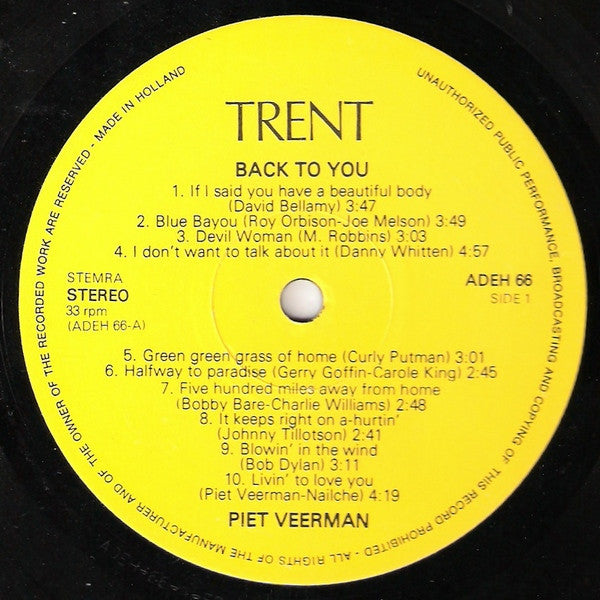 TRENT
BACK TO YOU
1. If I said you have a beautiful body
(David Bellamy) 3:47
2. Blue Bayou (Roy Orbison-Joe Melson) 3:49
3. Devil Woman (M. Robbins) 3:03
4. I don't want to talk about it (Danny Whitten) 4:57
STEMRA
STEREO
33 rpm
(ADEH 66-A)
ADEH 66
SIDE 1
5. Green green grass of home (Curly Putman) 3:01
6. Halfway to paradise (Gerry Goffin-Carole King) 2:45
7. Five hundred miles away from home
(Bobby Bare-Charlie Williams) 2:48
8. It keeps right on a-hurtin'
(Johnny Tillotson) 2:41
9. Blowin' in the wind
(Bob Dylan) 3:11
10. Livin' to love you
(Piet Veerman-Nailche) 4:19
PIET VEERMAN
UNAUTHORIZED PUBLIC PERFORMANCE, BROADCASTING AND COPYING OF THIS RECORD PROHIBITED - ALL RIGHTS OF THE MANUFACTURER AND OF THE OWNER OF THE RECORDED WORK ARE RESERVED - MADE IN HOLLAND